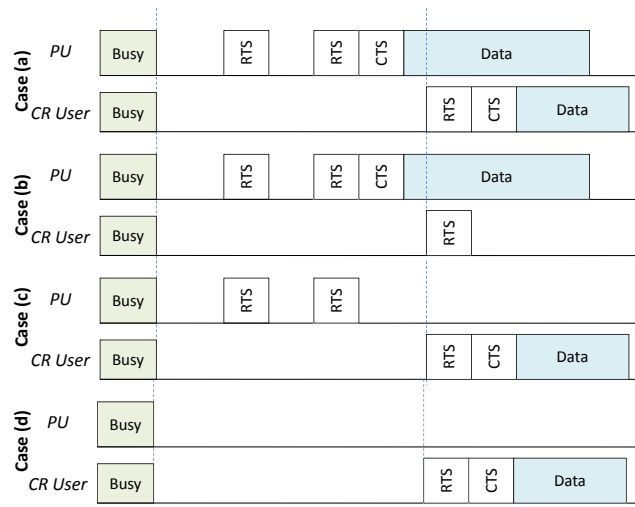 Case (a)
PU Busy RTS RTS CTS Data
CR User Busy RTS CTS Data
Case (b)
PU Busy RTS RTS CTS Data
CR User Busy RTS
Case (c)
PU Busy RTS RTS
CR User Busy RTS CTS Data
Case (d)
PU Busy
CR User Busy RTS CTS Data